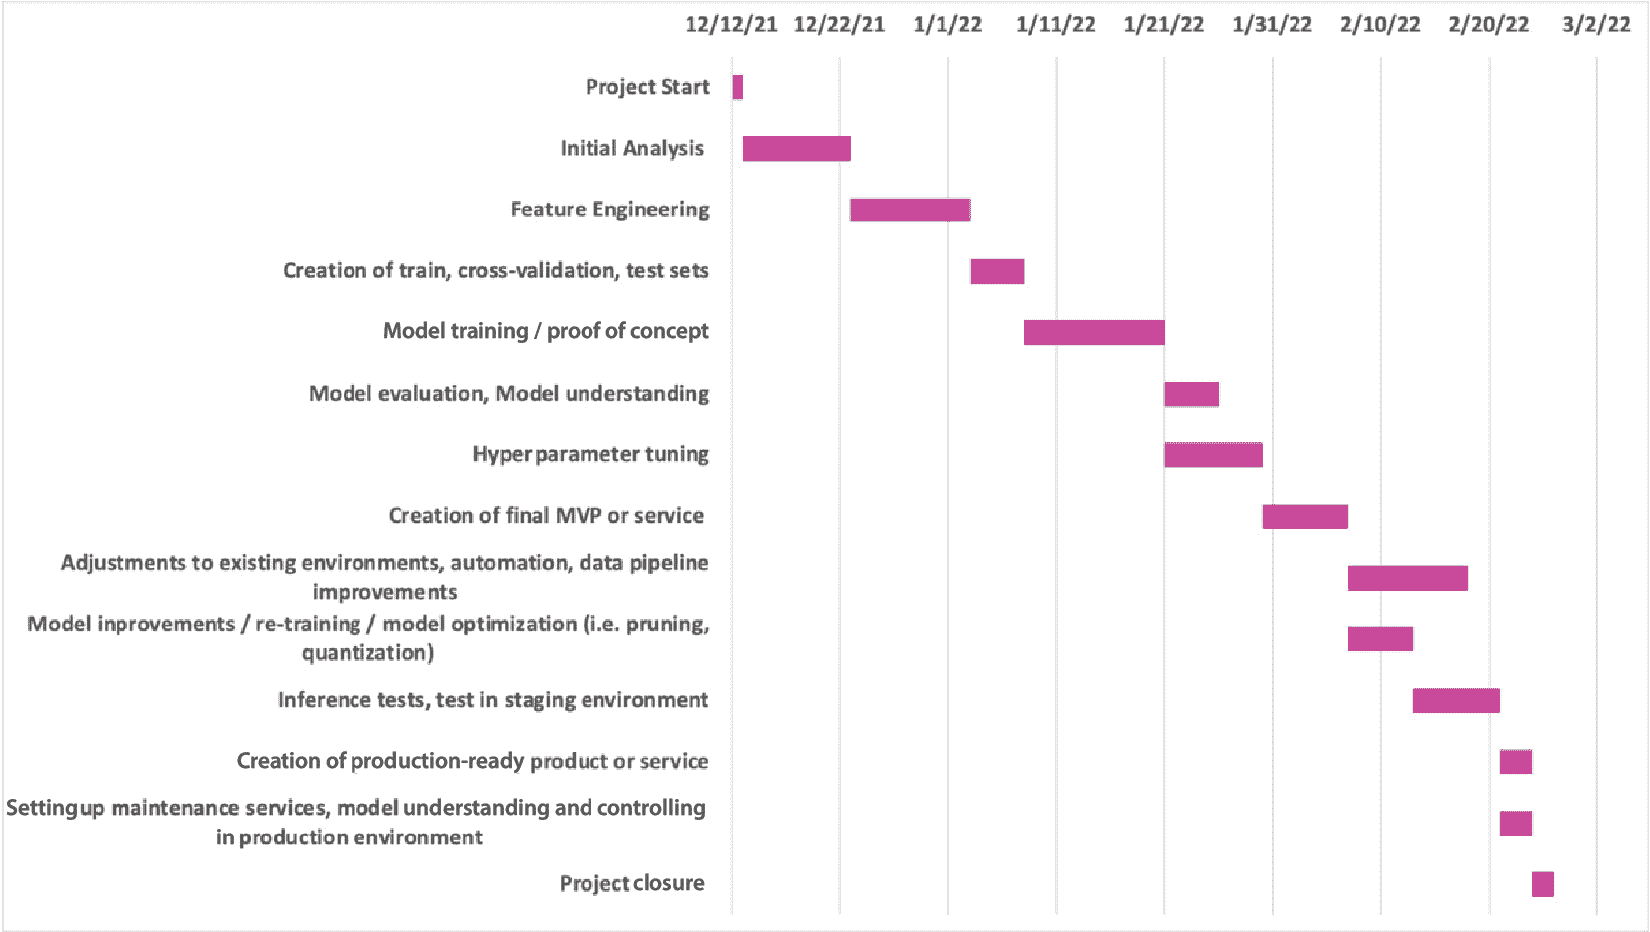 12/12/21 12/22/21 1/1/22 1/11/22 1/21/22 1/31/22 2/10/22 2/20/22 3/2/22
Project Start
Initial Analysis
Feature Engineering
Creation of train, cross-validation, test sets
Model training / proof of concept
Model evaluation, Model understanding
Hyperparameter tuning
Creation of final MVP or service
Adjustments to existing environments, automation, data pipeline
improvements
Model inprovements / re-training / model optimization (i.e. pruning,
quantization)
Inference tests, test in staging environment
Creation of production-ready product or service
Setting up maintenance services, model understanding and controlling
in production environment
Project closure